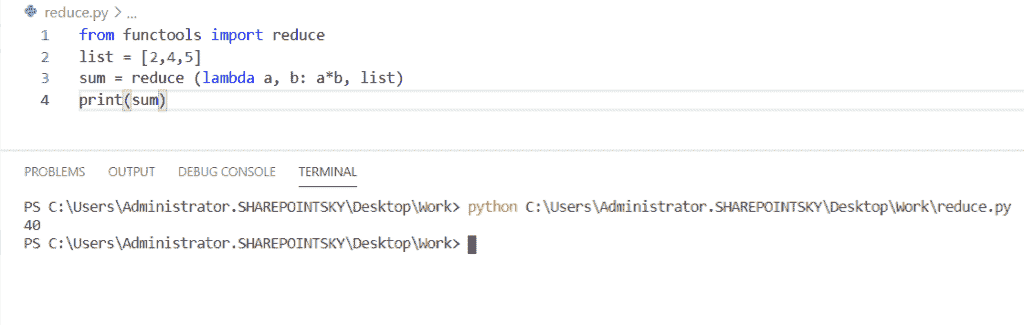 reduce.py > ...
1 from functools import reduce
2 list = [2,4,5]
3 sum = reduce (lambda a, b: a*b, list)
4 print(sum)
PROBLEMS OUTPUT DEBUG CONSOLE TERMINAL
PS C:\Users\Administrator.SHAREPOINTSKY\Desktop\Work> python C:\Users\Administrator.SHAREPOINTSKY\Desktop\Work\reduce.py
40
PS C:\Users\Administrator.SHAREPOINTSKY\Desktop\Work>